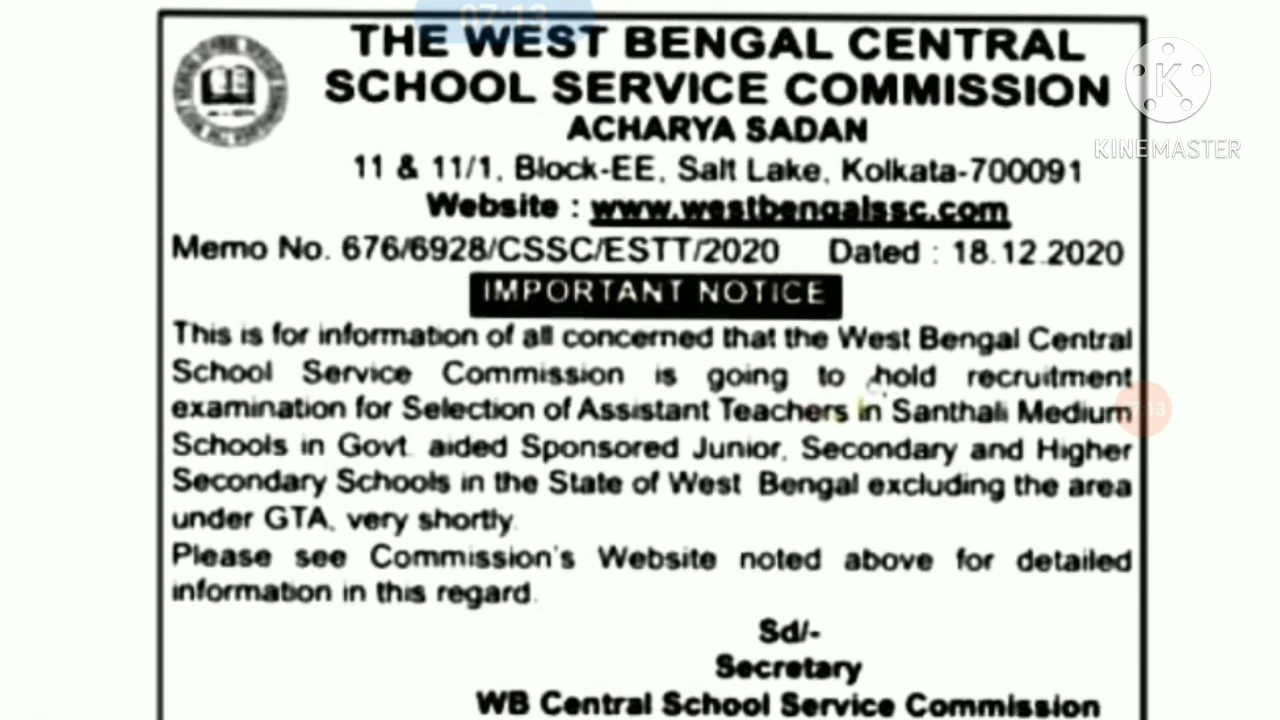 07:13
THE WEST BENGAL CENTRAL
SCHOOL SERVICE COMMISSION
ACHARYA SADAN
11 & 11/1, Block-EE, Salt Lake, Kolkata-700091
Website : www.westbengalssc.com
Memo No. 676/6928/CSSC/ESTT/2020 Dated : 18.12.2020
IMPORTANT NOTICE
This is for information of all concerned that the West Bengal Central
School Service Commission is going to hold recruitment
examination for Selection of Assistant Teachers in Santhali Medium
Schools in Govt. aided Sponsored Junior, Secondary and Higher
Secondary Schools in the State of West Bengal excluding the area
under GTA, very shortly.
Please see Commission's Website noted above for detailed
information in this regard.
Sd/-
Secretary
WB Central School Service Commission
K
KINEMASTER
07:13